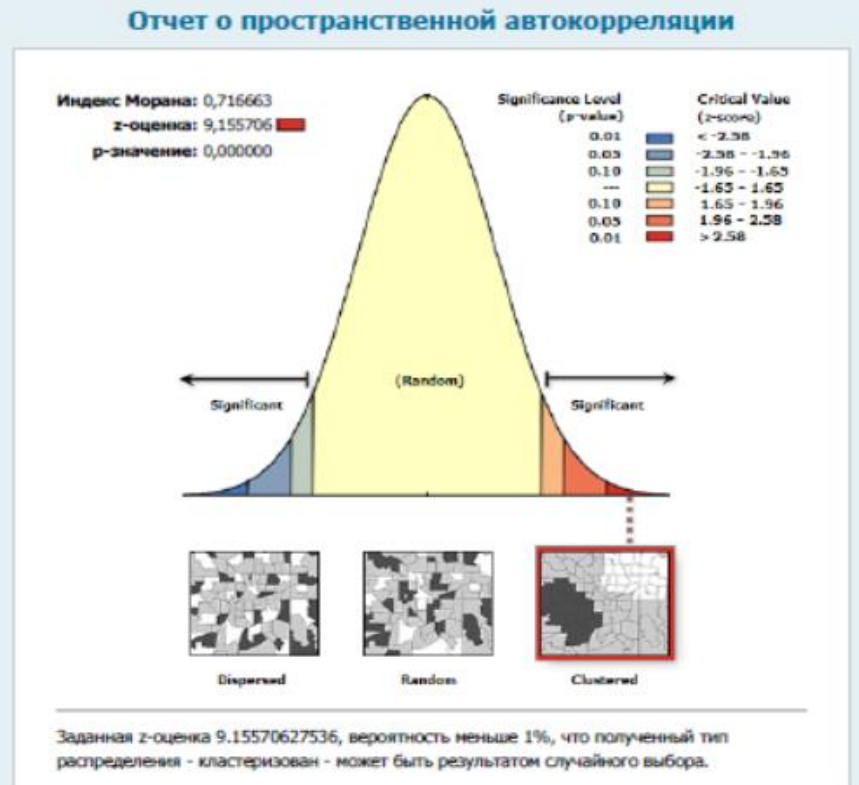 Отчет о пространственной автокорреляции
Индекс Морана: 0,716663
z-оценка: 9,155706
p-значение: 0,000000
Significance Level
(p-value)
0.01
0.05
0.10
---
0.10
0.05
0.01
Critical Value
(z-score)
< -2.58
-2.58 - -1.96
-1.96 - -1.65
-1.65 - 1.65
1.65 - 1.96
1.96 - 2.58
> 2.58
(Random)
Significant
Significant
Dispersed
Random
Clustered
Заданная z-оценка 9.15570627536, вероятность меньше 1%, что полученный тип
распределения - кластеризован - может быть результатом случайного выбора.